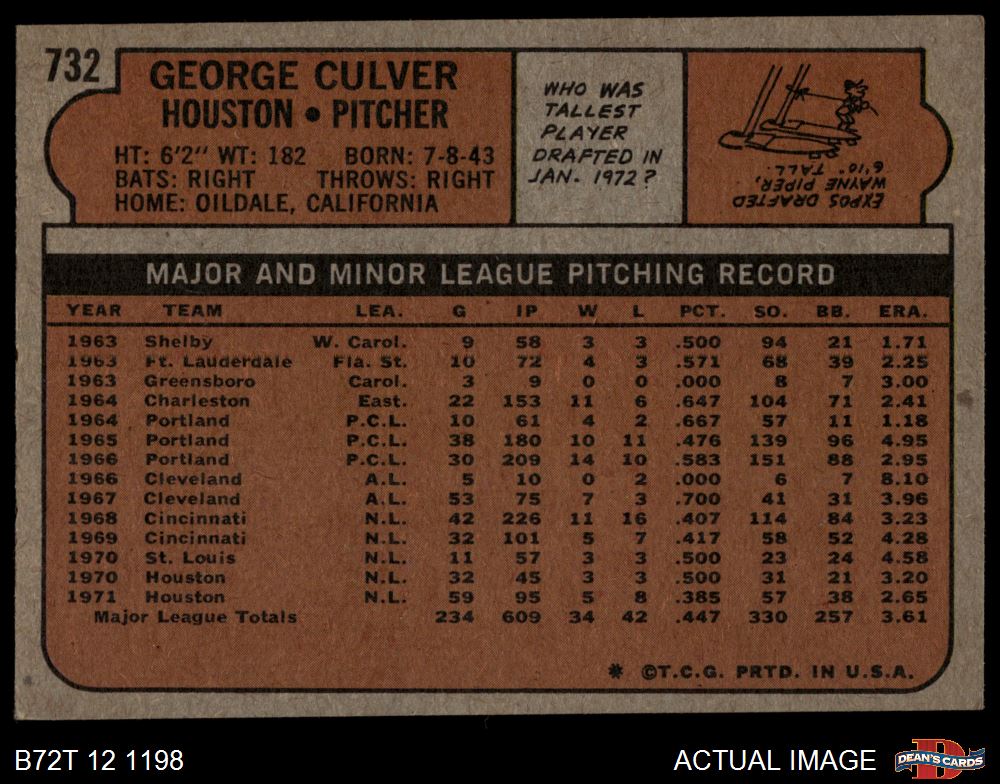 732
GEORGE CULVER
HOUSTON • PITCHER
HT: 6'2" WT: 182 BORN: 7-8-43
BATS: RIGHT THROWS: RIGHT
HOME: OILDALE, CALIFORNIA
WHO WAS
TALLEST
PLAYER
DRAFTED IN
JAN. 1972?
EXPOS DRAFTED
WAYNE PIPER,
6'10" TALL.
MAJOR AND MINOR LEAGUE PITCHING RECORD
YEAR TEAM LEA. G IP W L PCT. SO. BB. ERA.
1963 Shelby W. Carol. 9 58 3 3 .500 94 21 1.71
1963 Ft. Lauderdale Fla. St. 10 72 4 3 .571 68 39 2.25
1963 Greensboro Carol. 3 9 0 0 .000 8 7 3.00
1964 Charleston East. 22 153 11 6 .647 104 71 2.41
1964 Portland P.C.L. 10 61 4 2 .667 57 11 1.18
1965 Portland P.C.L. 38 180 10 11 .476 139 96 4.95
1966 Portland P.C.L. 30 209 14 10 .583 151 88 2.95
1966 Cleveland A.L. 5 10 0 2 .000 6 7 8.10
1967 Cleveland A.L. 53 75 7 3 .700 41 31 3.96
1968 Cincinnati N.L. 42 226 11 16 .407 114 84 3.23
1969 Cincinnati N.L. 32 101 5 7 .417 58 52 4.28
1970 St. Louis N.L. 11 57 3 3 .500 23 24 4.58
1970 Houston N.L. 32 45 3 3 .500 31 21 3.20
1971 Houston N.L. 59 95 5 8 .385 57 38 2.65
Major League Totals 234 609 34 42 .447 330 257 3.61
* ©T.C.G. PRTD. IN U.S.A.
B72T 12 1198
ACTUAL IMAGE
D
DEAN'S CARDS